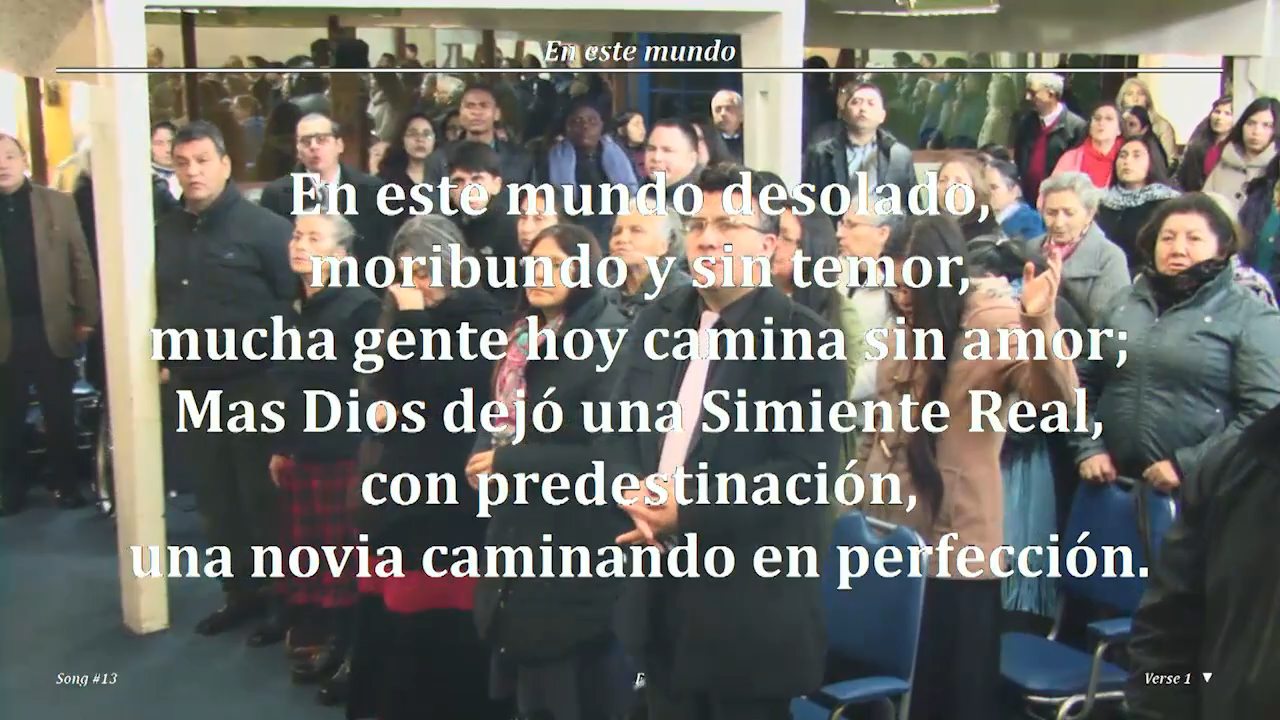 En este mundo
En este mundo desolado,
moribundo y sin temor,
mucha gente hoy camina sin amor;
Mas Dios dejó una Simiente Real,
con predestinación,
una novia caminando en perfección.
Song #13
F
Verse 1 ▼